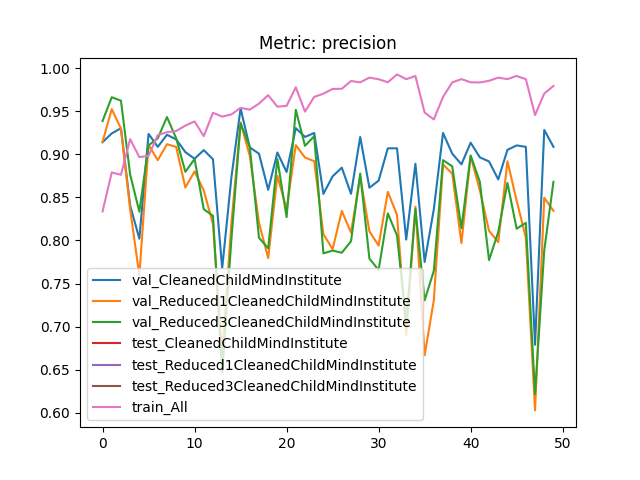 Metric: precision
1.00
0.95
0.90
0.85
0.80
0.75
0.70
0.65
0.60
val_CleanedChildMindInstitute
val_Reduced1CleanedChildMindInstitute
val_Reduced3CleanedChildMindInstitute
test_CleanedChildMindInstitute
test_Reduced1CleanedChildMindInstitute
test_Reduced3CleanedChildMindInstitute
train_All
0 10 20 30 40 50